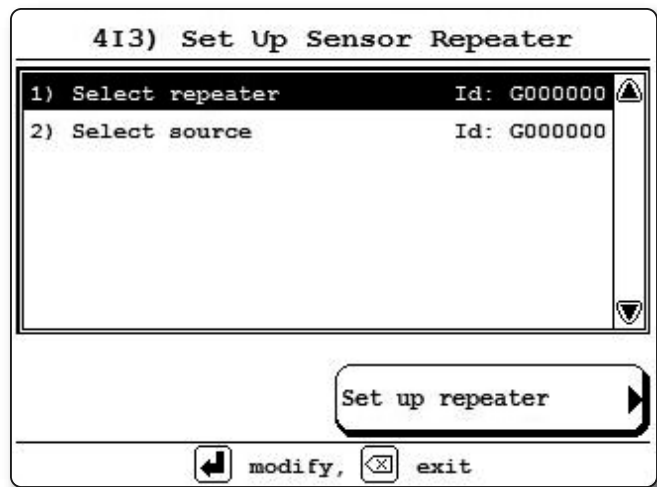 4I3) Set Up Sensor Repeater
1) Select repeater Id: G000000
2) Select source Id: G000000
Set up repeater
modify, exit